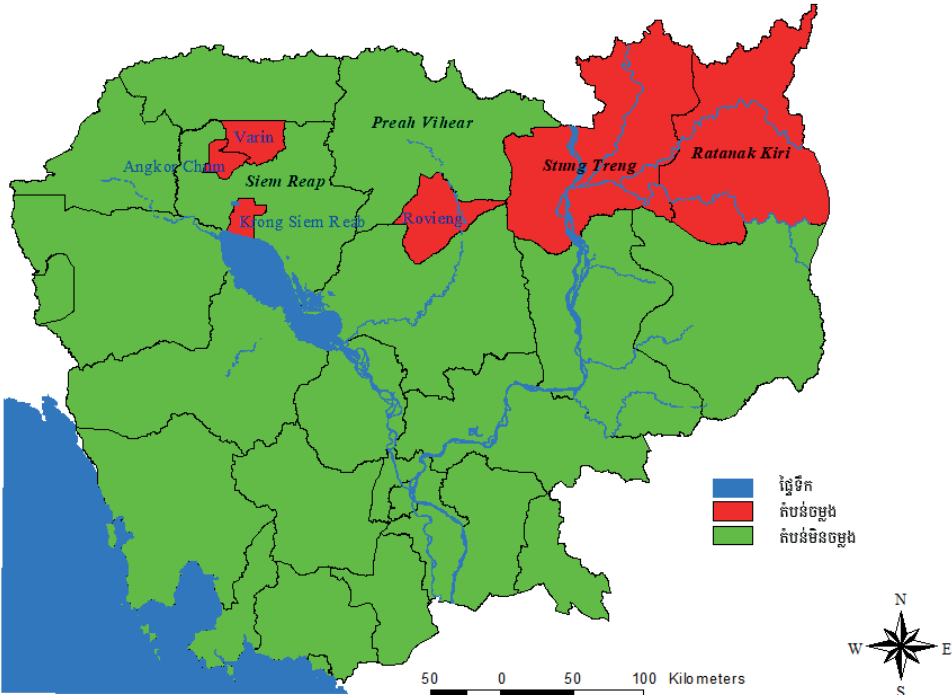 Preah Vihear
Varin
Stung Treng
Ratanak Kiri
Angkor Chum
Siem Reap
Krong Siem Reab
Rovieng
ផ្ទៃទឹក
តំបន់ចម្លង
តំបន់មិនចម្លង
N
W E
S
50 0 50 100 Kilometers